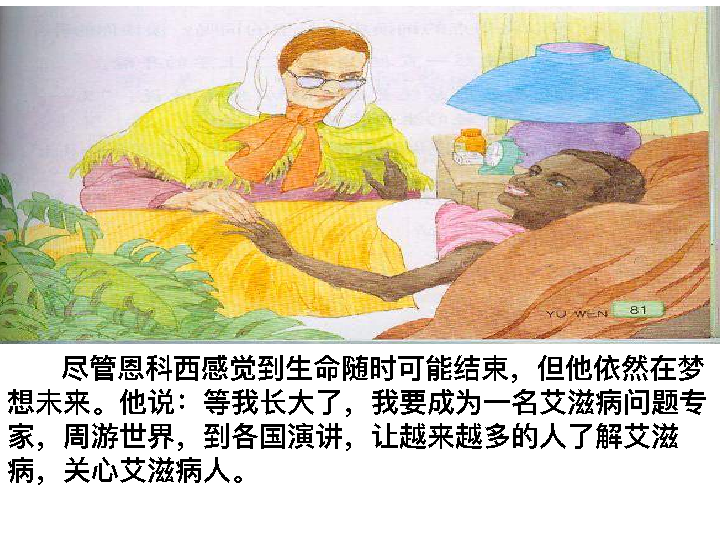 YU WEN 81
尽管恩科西感觉到生命随时可能结束，但他依然在梦
想未来。他说：等我长大了，我要成为一名艾滋病问题专
家，周游世界，到各国演讲，让越来越多的人了解艾滋
病，关心艾滋病人。